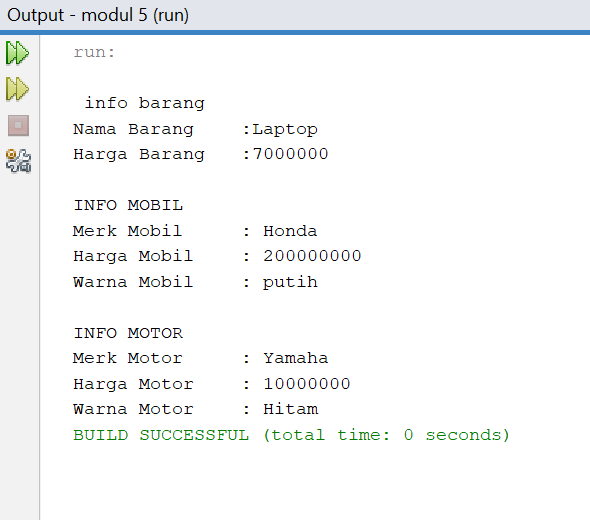 Output - modul 5 (run)
run:
info barang
Nama Barang    :Laptop
Harga Barang   :7000000
INFO MOBIL
Merk Mobil     : Honda
Harga Mobil    : 200000000
Warna Mobil    : putih
INFO MOTOR
Merk Motor     : Yamaha
Harga Motor    : 10000000
Warna Motor    : Hitam
BUILD SUCCESSFUL (total time: 0 seconds)